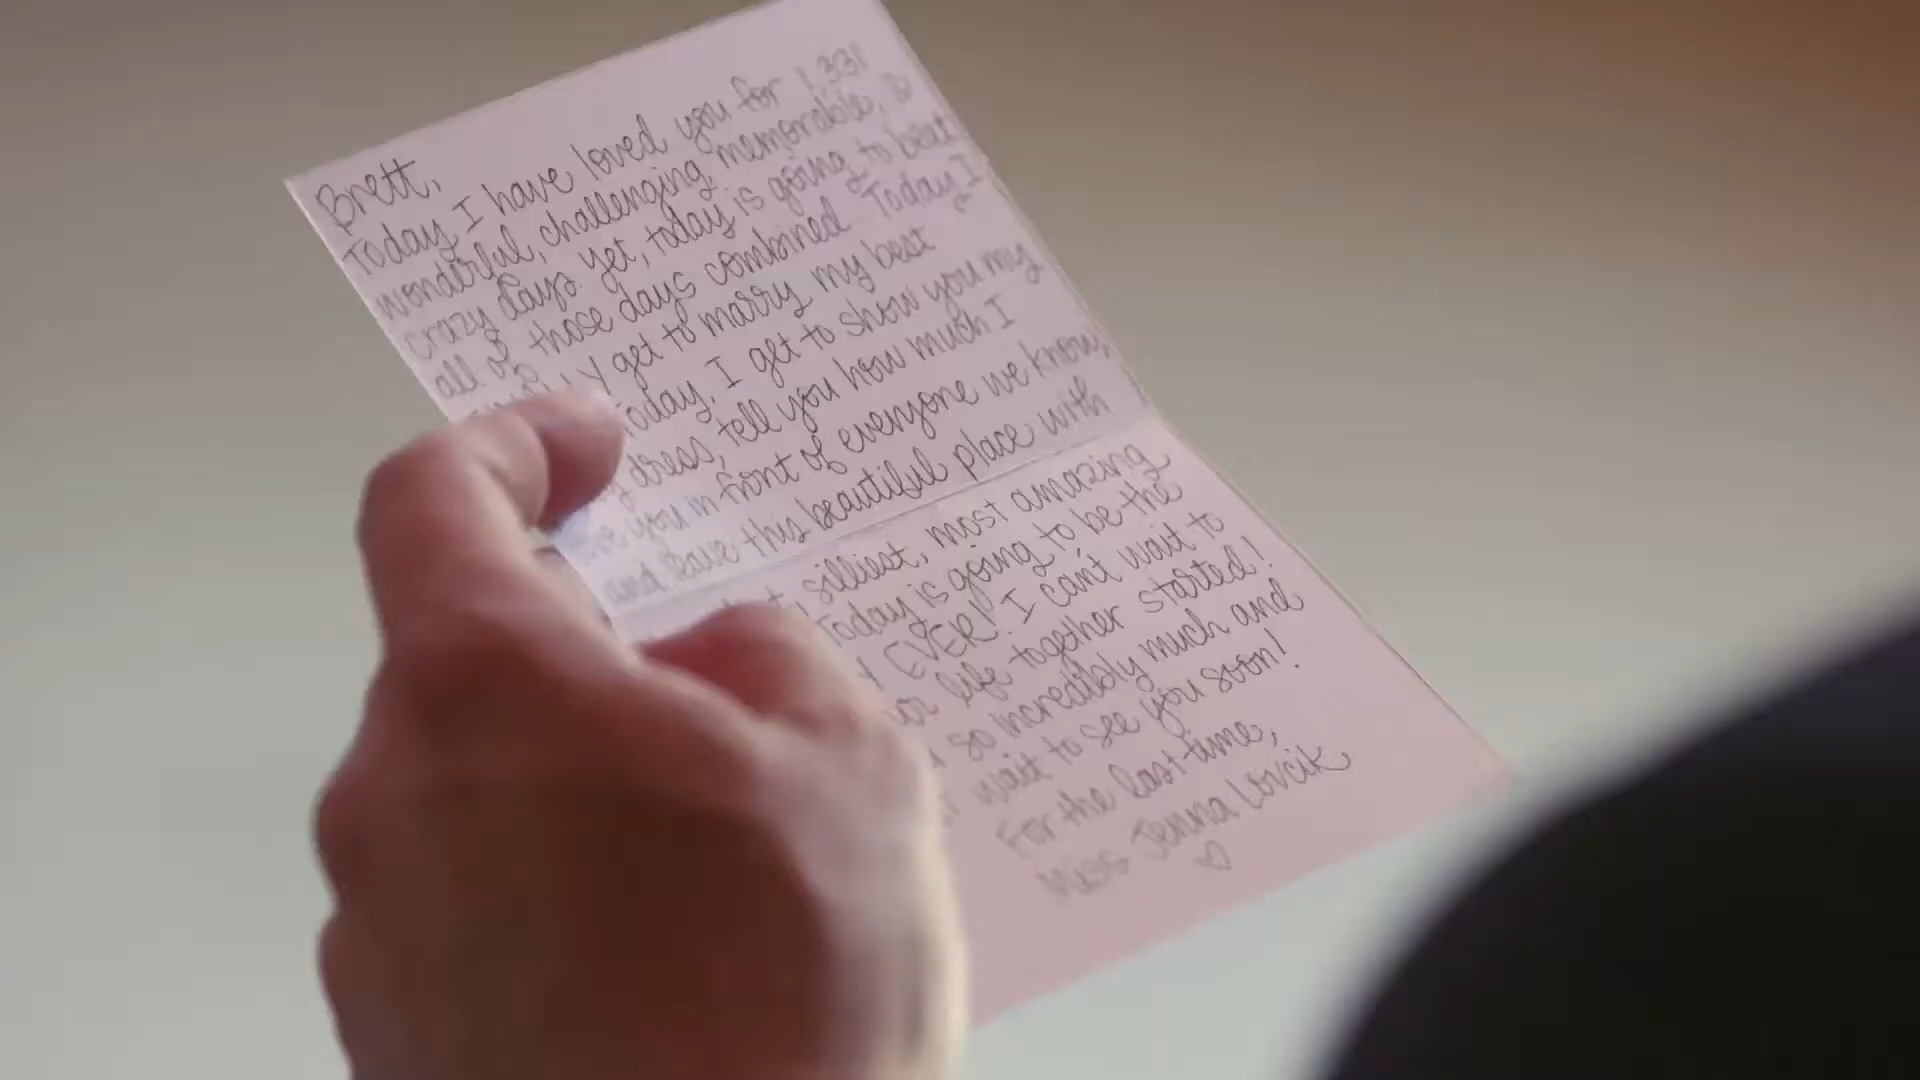 Brett,
Today I have loved you for 1,331
wonderful, challenging, memorable, &
crazy days. yet, today is going to beat
all of those days combined. Today I
get to marry my best
Today, I get to show you my
dress, tell you how much I
you in front of everyone we know,
and leave this beautiful place with
silliest, most amazing
Today is going to be the
EVER! I can't wait to
life together started!
so incredibly much and
wait to see you soon!
For the last time,
Miss Jenna Lovcik
♡